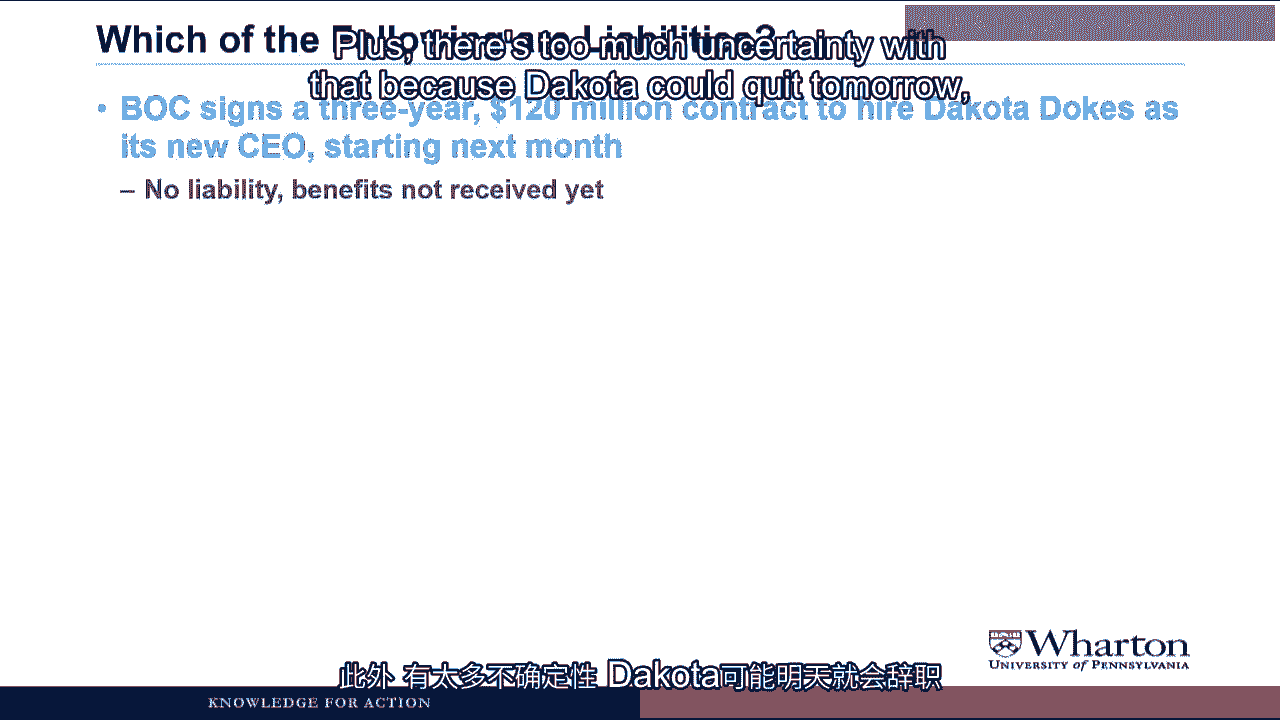 Which of the Following are Liabilities?
Plus, there's too much uncertainty with
that because Dakota could quit tomorrow,
• BOC signs a three-year, $120 million contract to hire Dakota Dokes as
its new CEO, starting next month
– No liability, benefits not received yet
Wharton
UNIVERSITY of PENNSYLVANIA
此外 有太多不确定性 Dakota可能明天就会辞职
KNOWLEDGE FOR ACTION